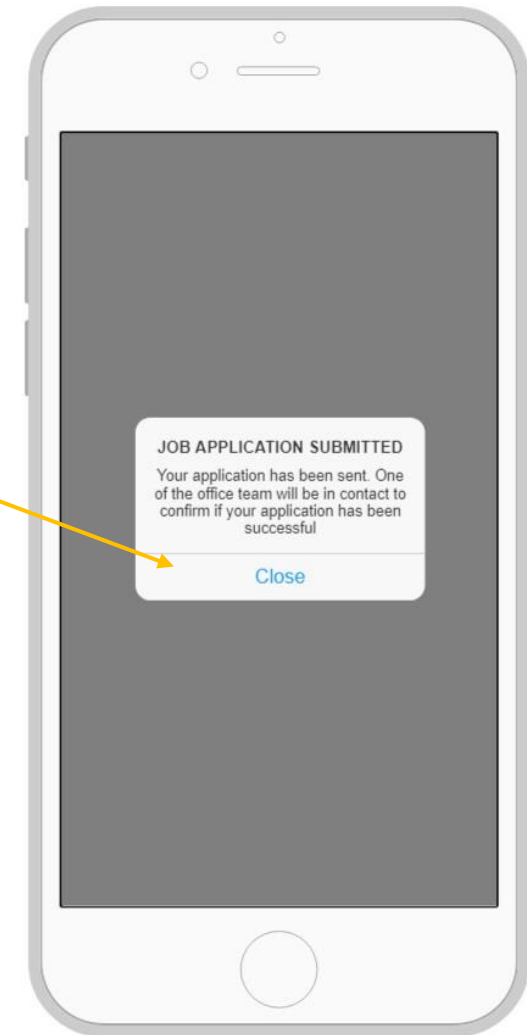 JOB APPLICATION SUBMITTED
Your application has been sent. One
of the office team will be in contact to
confirm if your application has been
successful
Close